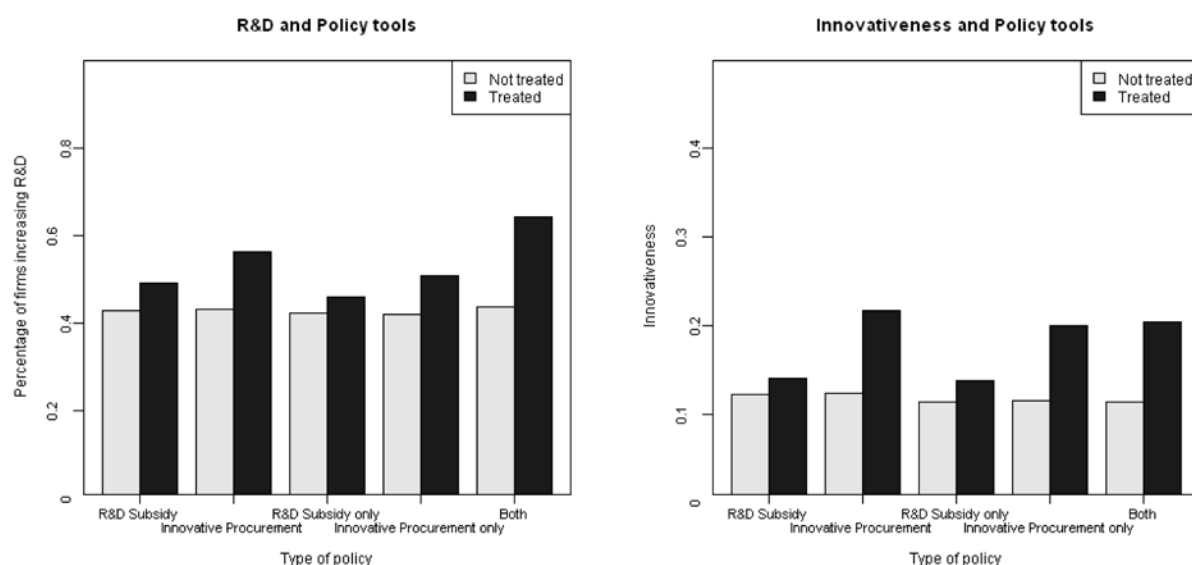 R&D and Policy tools
Not treated
Treated
Percentage of firms increasing R&D
0.8
0.6
0.4
0.2
0
R&D Subsidy
Innovative Procurement
R&D Subsidy only
Innovative Procurement only
Both
Type of policy
Innovativeness and Policy tools
Not treated
Treated
Innovativeness
0.4
0.3
0.2
0.1
0
R&D Subsidy
Innovative Procurement
R&D Subsidy only
Innovative Procurement only
Both
Type of policy